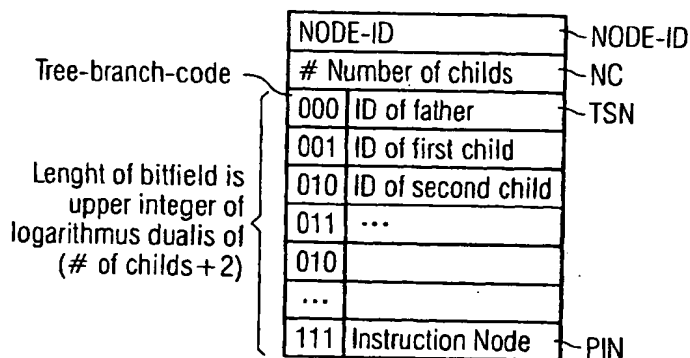 NODE-ID
NODE-ID
Tree-branch-code
# Number of childs
NC
000 ID of father
TSN
001 ID of first child
010 ID of second child
011 ...
010
...
111 Instruction Node
PIN
Lenght of bitfield is
upper integer of
logarithmus dualis of
(# of childs+2)